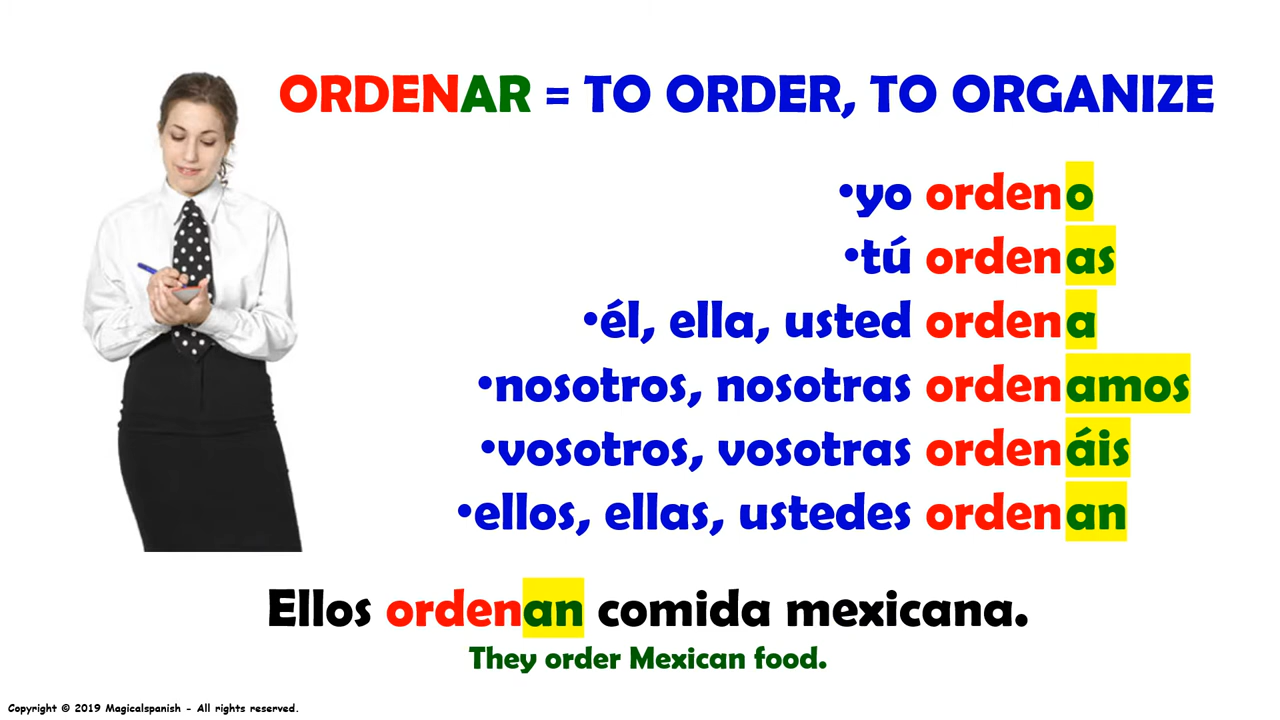 ORDENAR = TO ORDER, TO ORGANIZE
•yo ordeno
•tú ordenas
•él, ella, usted ordena
•nosotros, nosotras ordenamos
•vosotros, vosotras ordenáis
•ellos, ellas, ustedes ordenan
Ellos ordenan comida mexicana.
They order Mexican food.
Copyright © 2019 Magicalspanish - All rights reserved.